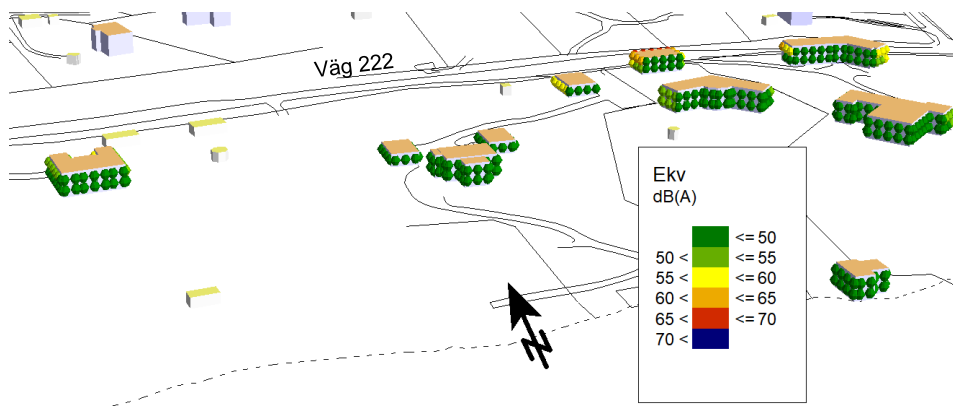 Väg 222
Ekv
dB(A)
<= 50
50 < <= 55
55 < <= 60
60 < <= 65
65 < <= 70
70 <
N